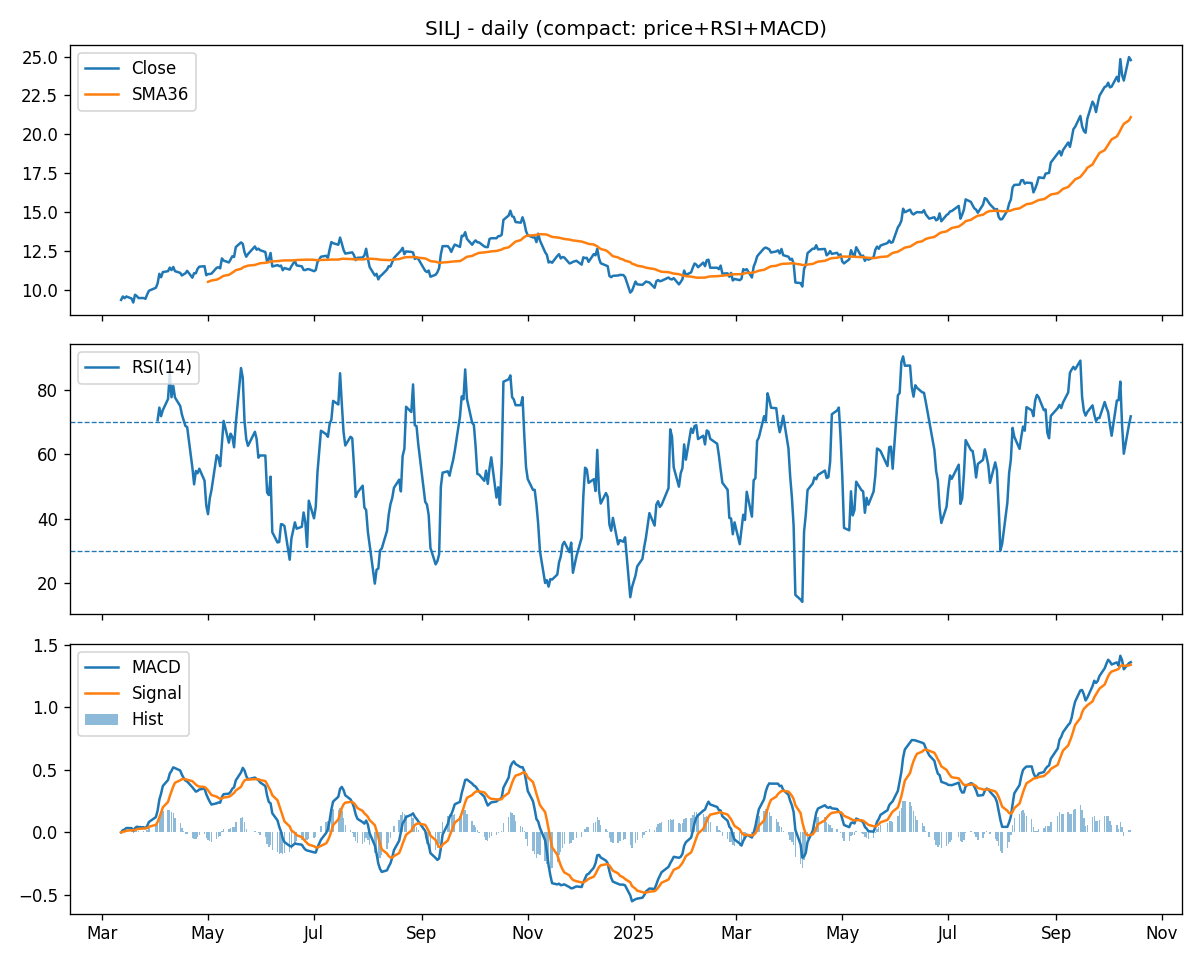 SILJ - daily (compact: price+RSI+MACD)
Close
SMA36
25.0
22.5
20.0
17.5
15.0
12.5
10.0
RSI(14)
80
60
40
20
MACD
Signal
Hist
1.5
1.0
0.5
0.0
−0.5
Mar May Jul Sep Nov 2025 Mar May Jul Sep Nov